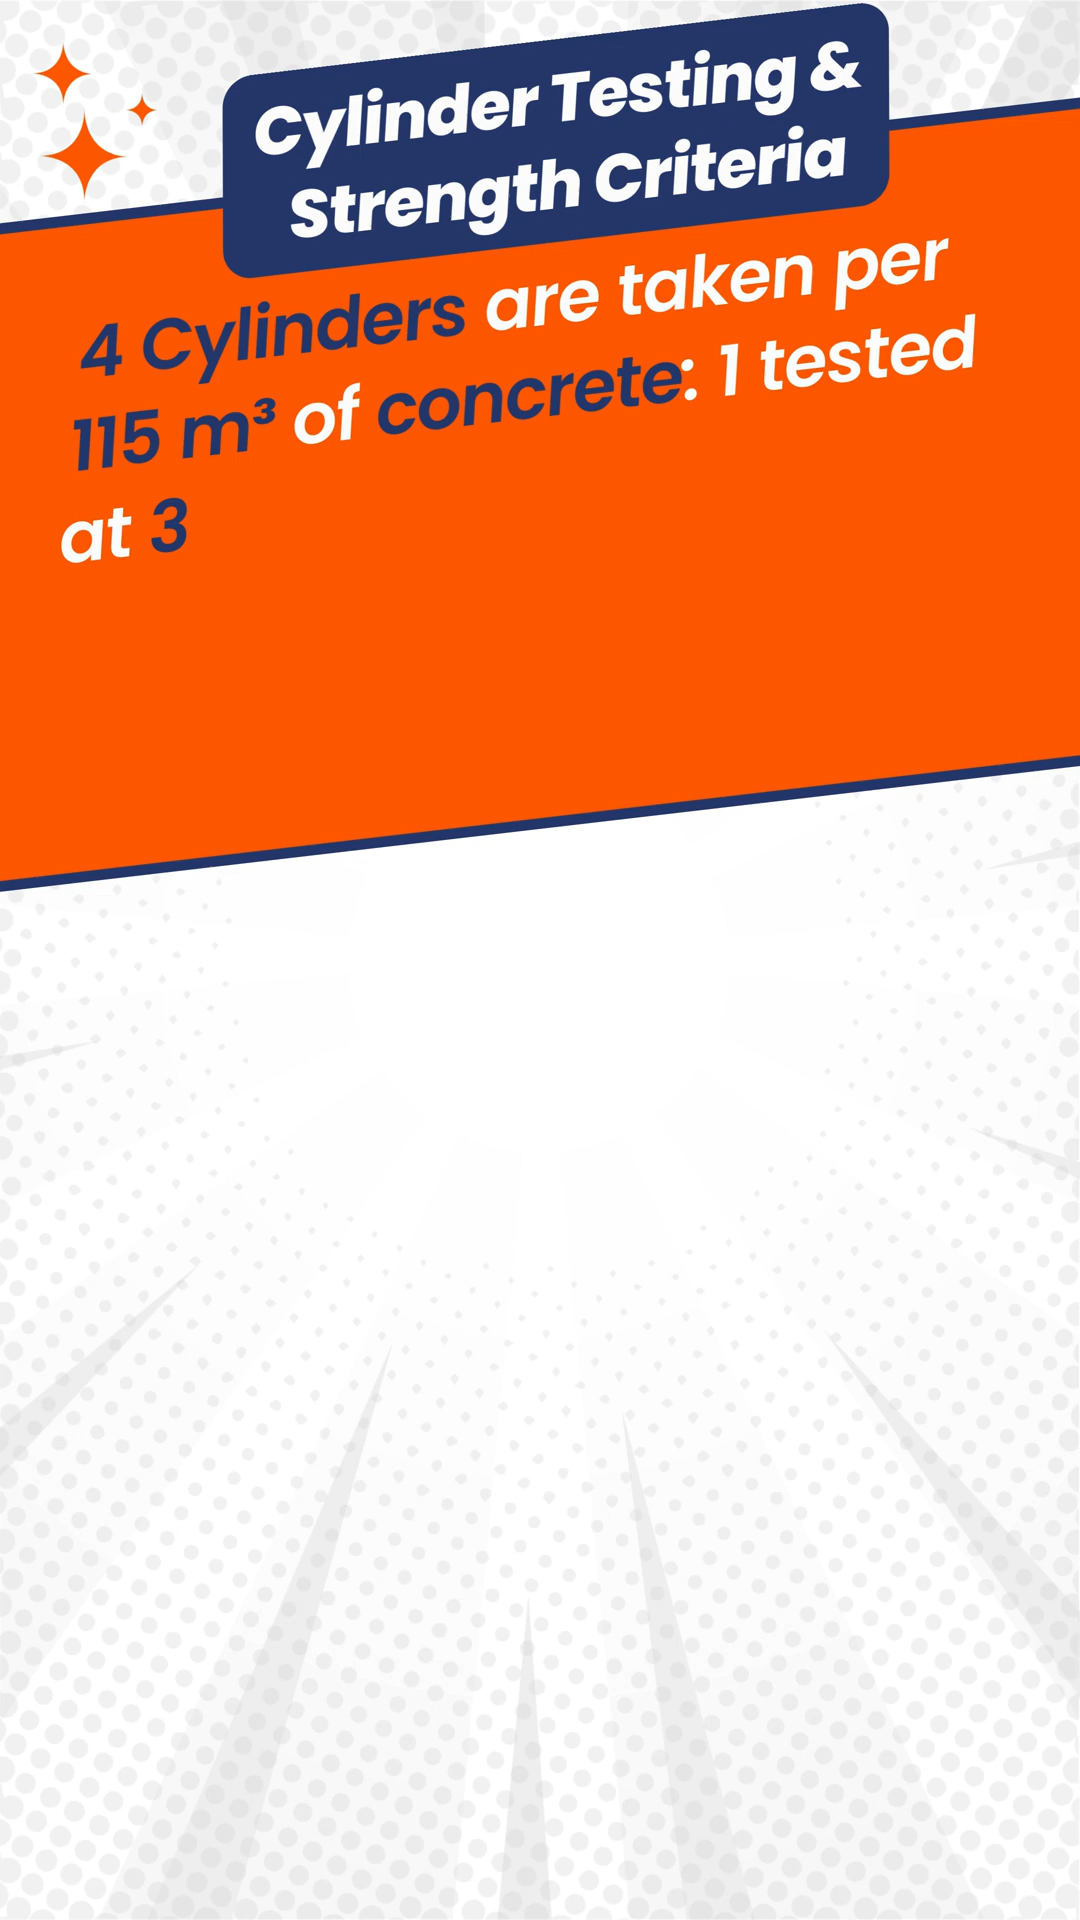 Cylinder Testing &
Strength Criteria
4 Cylinders are taken per
115 m³ of concrete: 1 tested
at 3